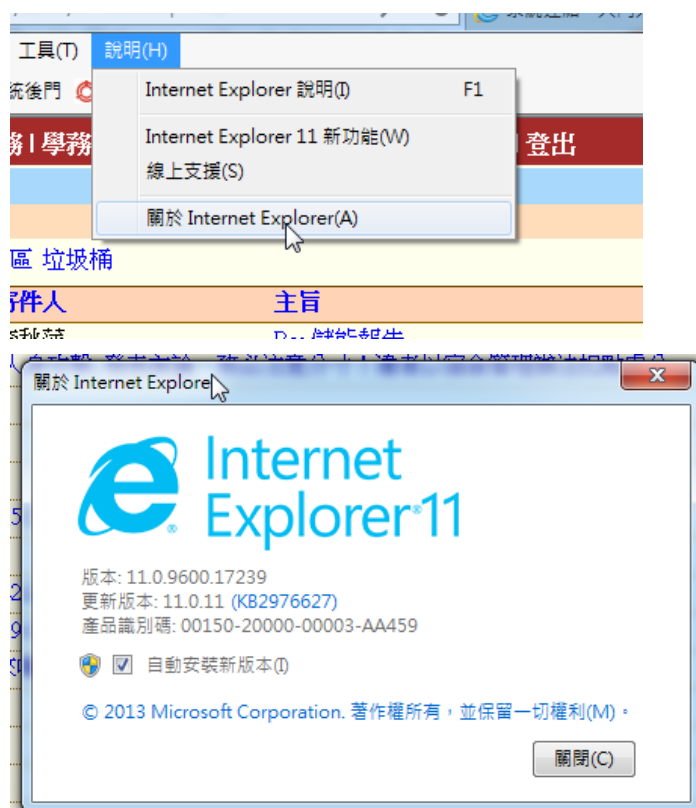 工具(T) 說明(H)
統後門 Internet Explorer 說明(I) F1
務 | 學務 Internet Explorer 11 新功能(W) 登出
線上支援(S)
關於 Internet Explorer(A)
區 垃圾桶
寄件人 主旨
關於 Internet Explorer
Internet
Explorer®11
版本: 11.0.9600.17239
更新版本: 11.0.11 (KB2976627)
產品識別碼: 00150-20000-00003-AA459
自動安裝新版本(I)
© 2013 Microsoft Corporation. 著作權所有，並保留一切權利(M)。
關閉(C)